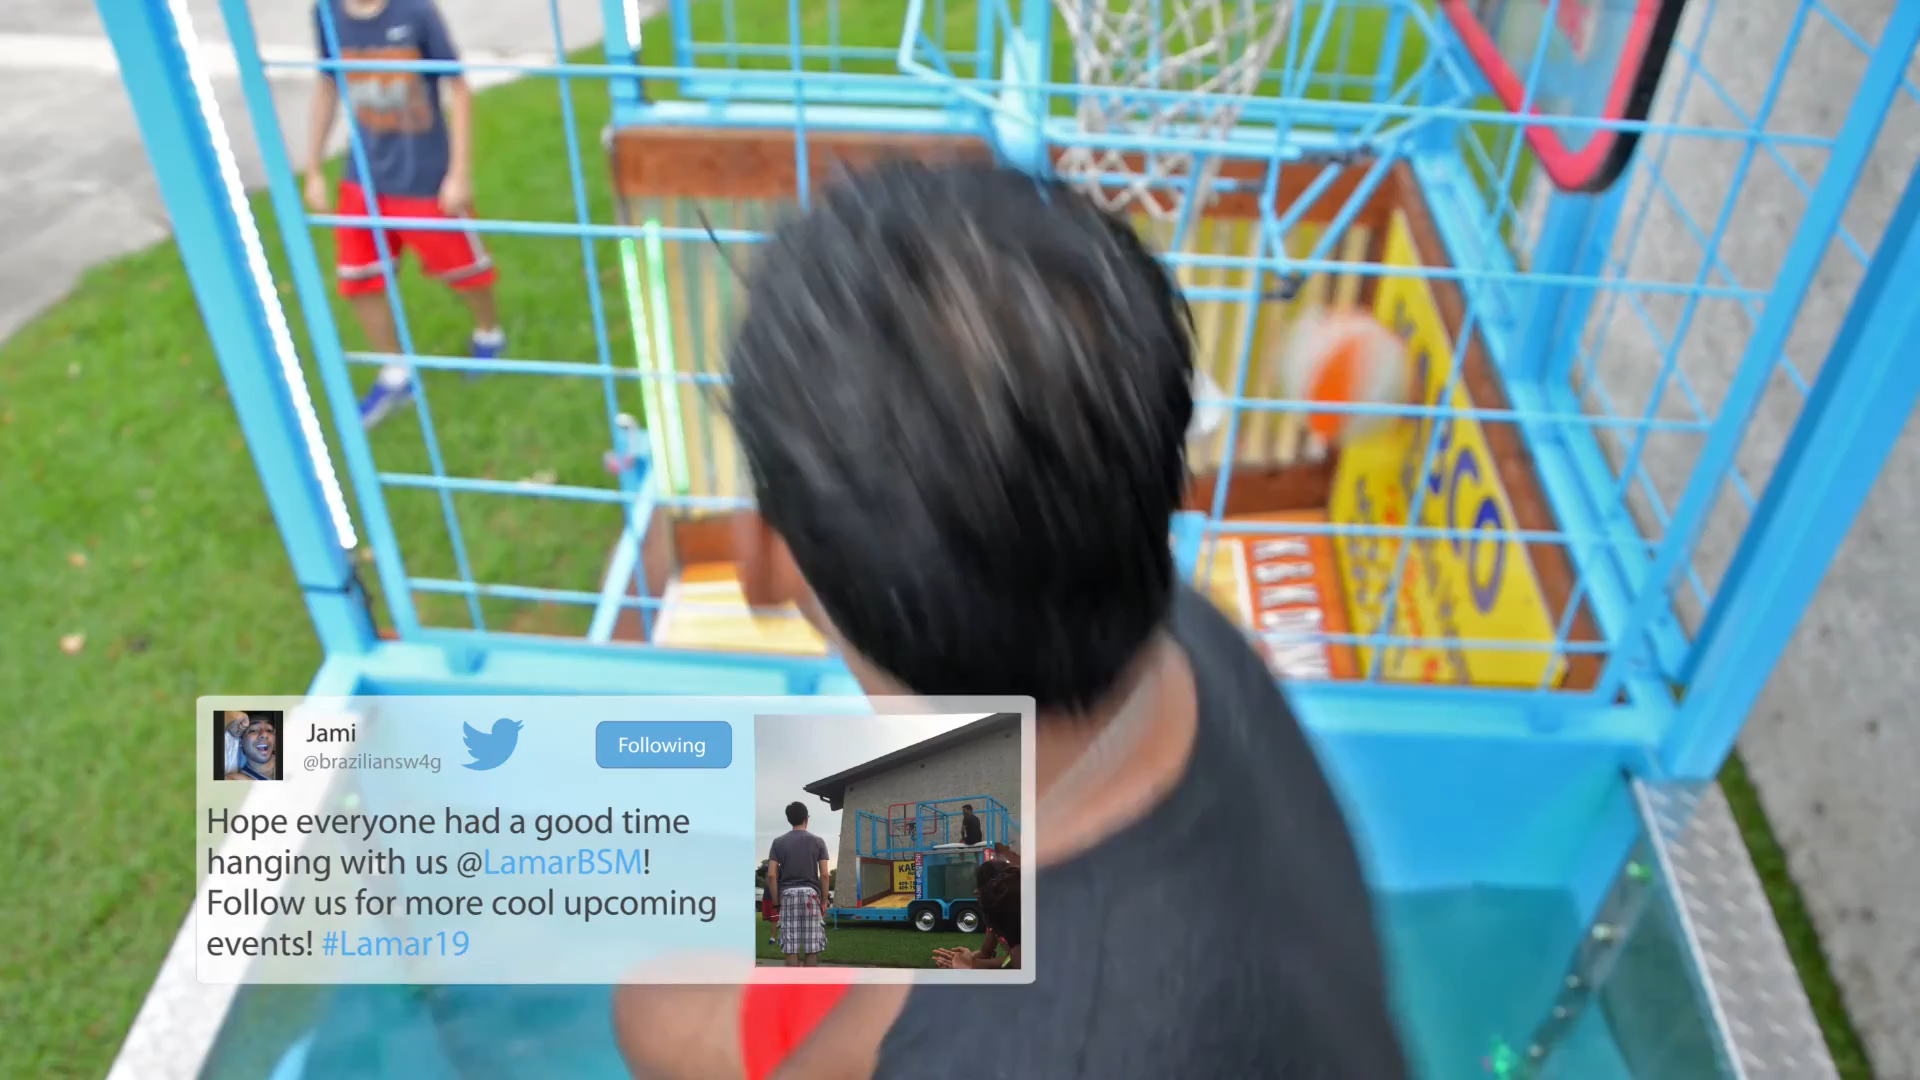 Jami
@braziliansw4g
Following
Hope everyone had a good time
hanging with us @LamarBSM!
Follow us for more cool upcoming
events! #Lamar19